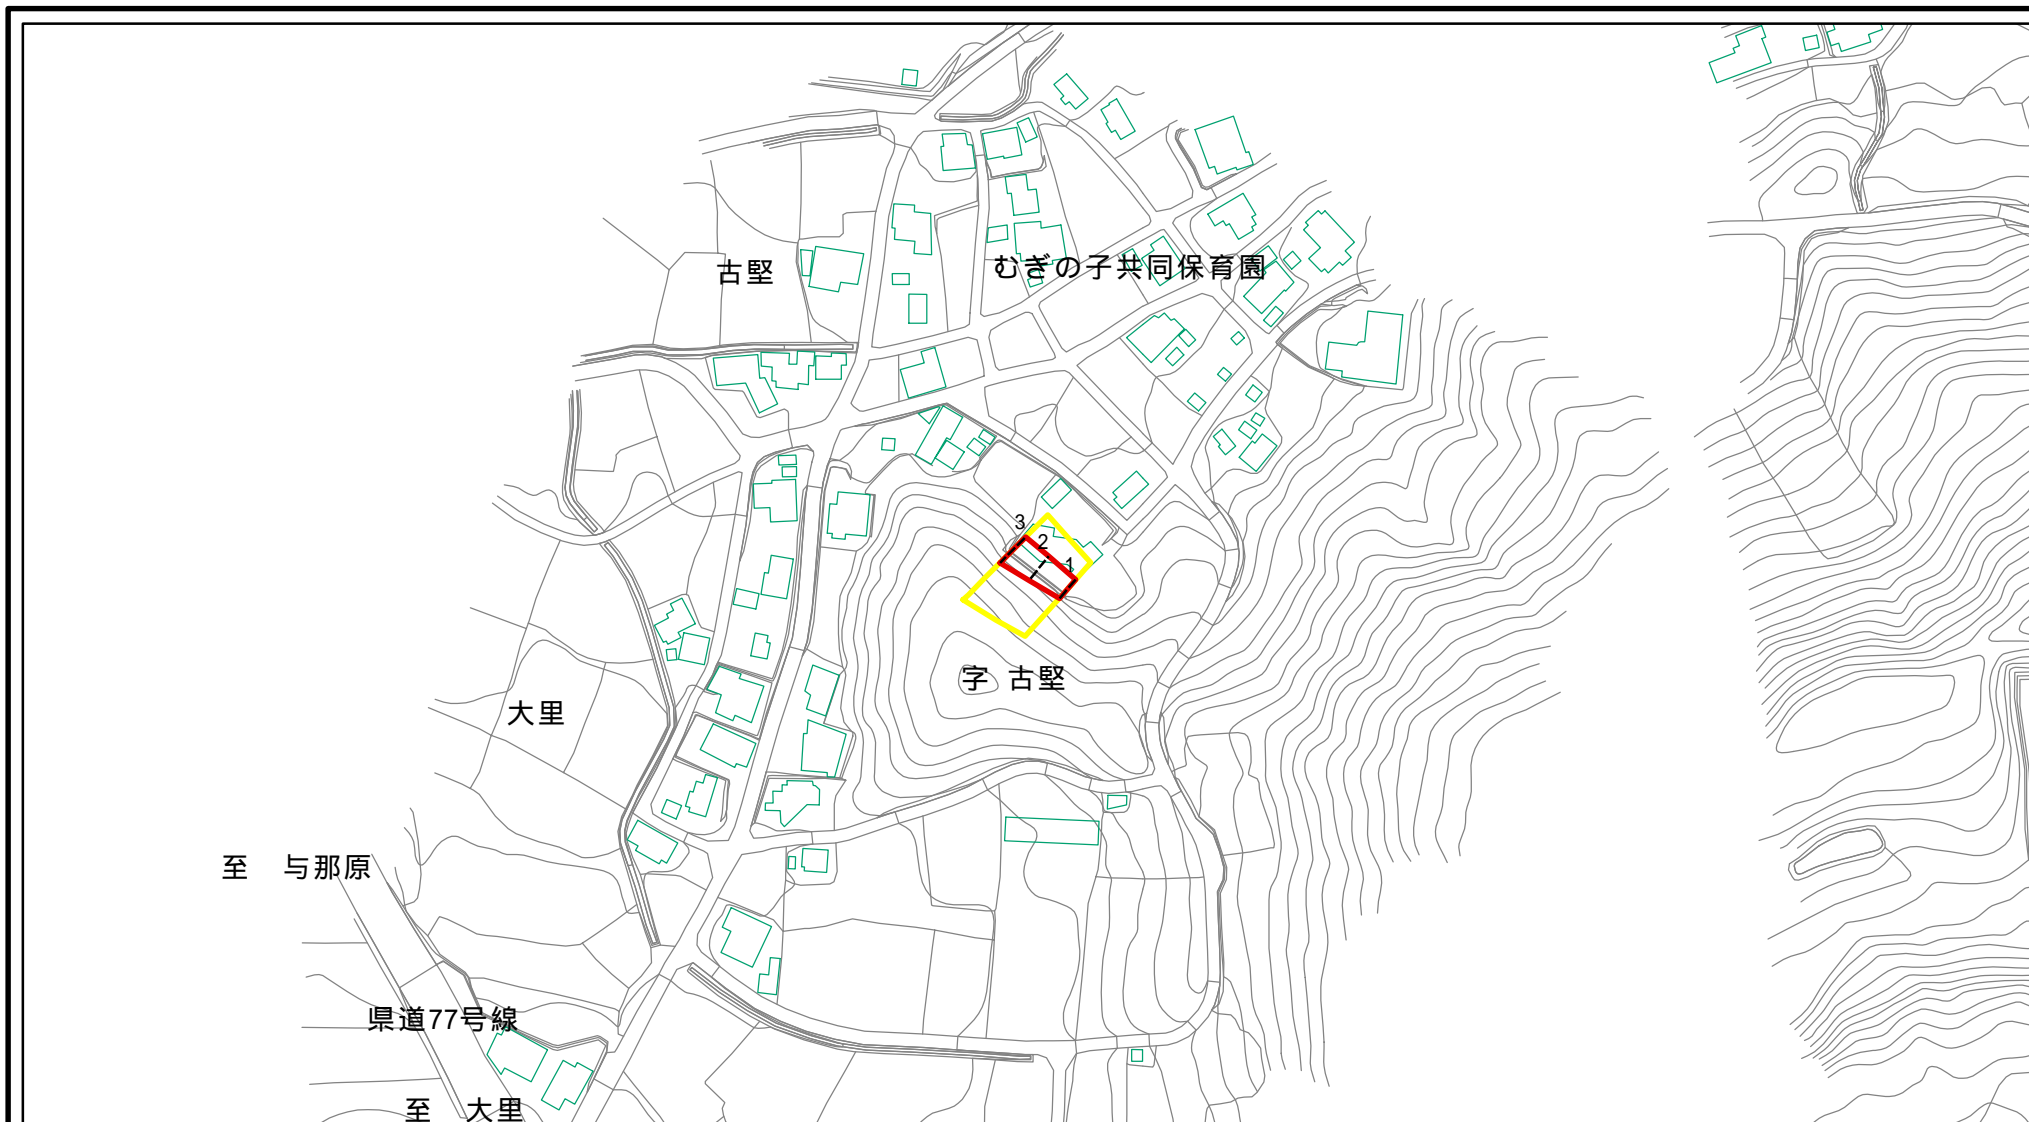 古堅
むぎの子共同保育園
3
2
1
字 古堅
大里
至 与那原
県道77号線
至 大里